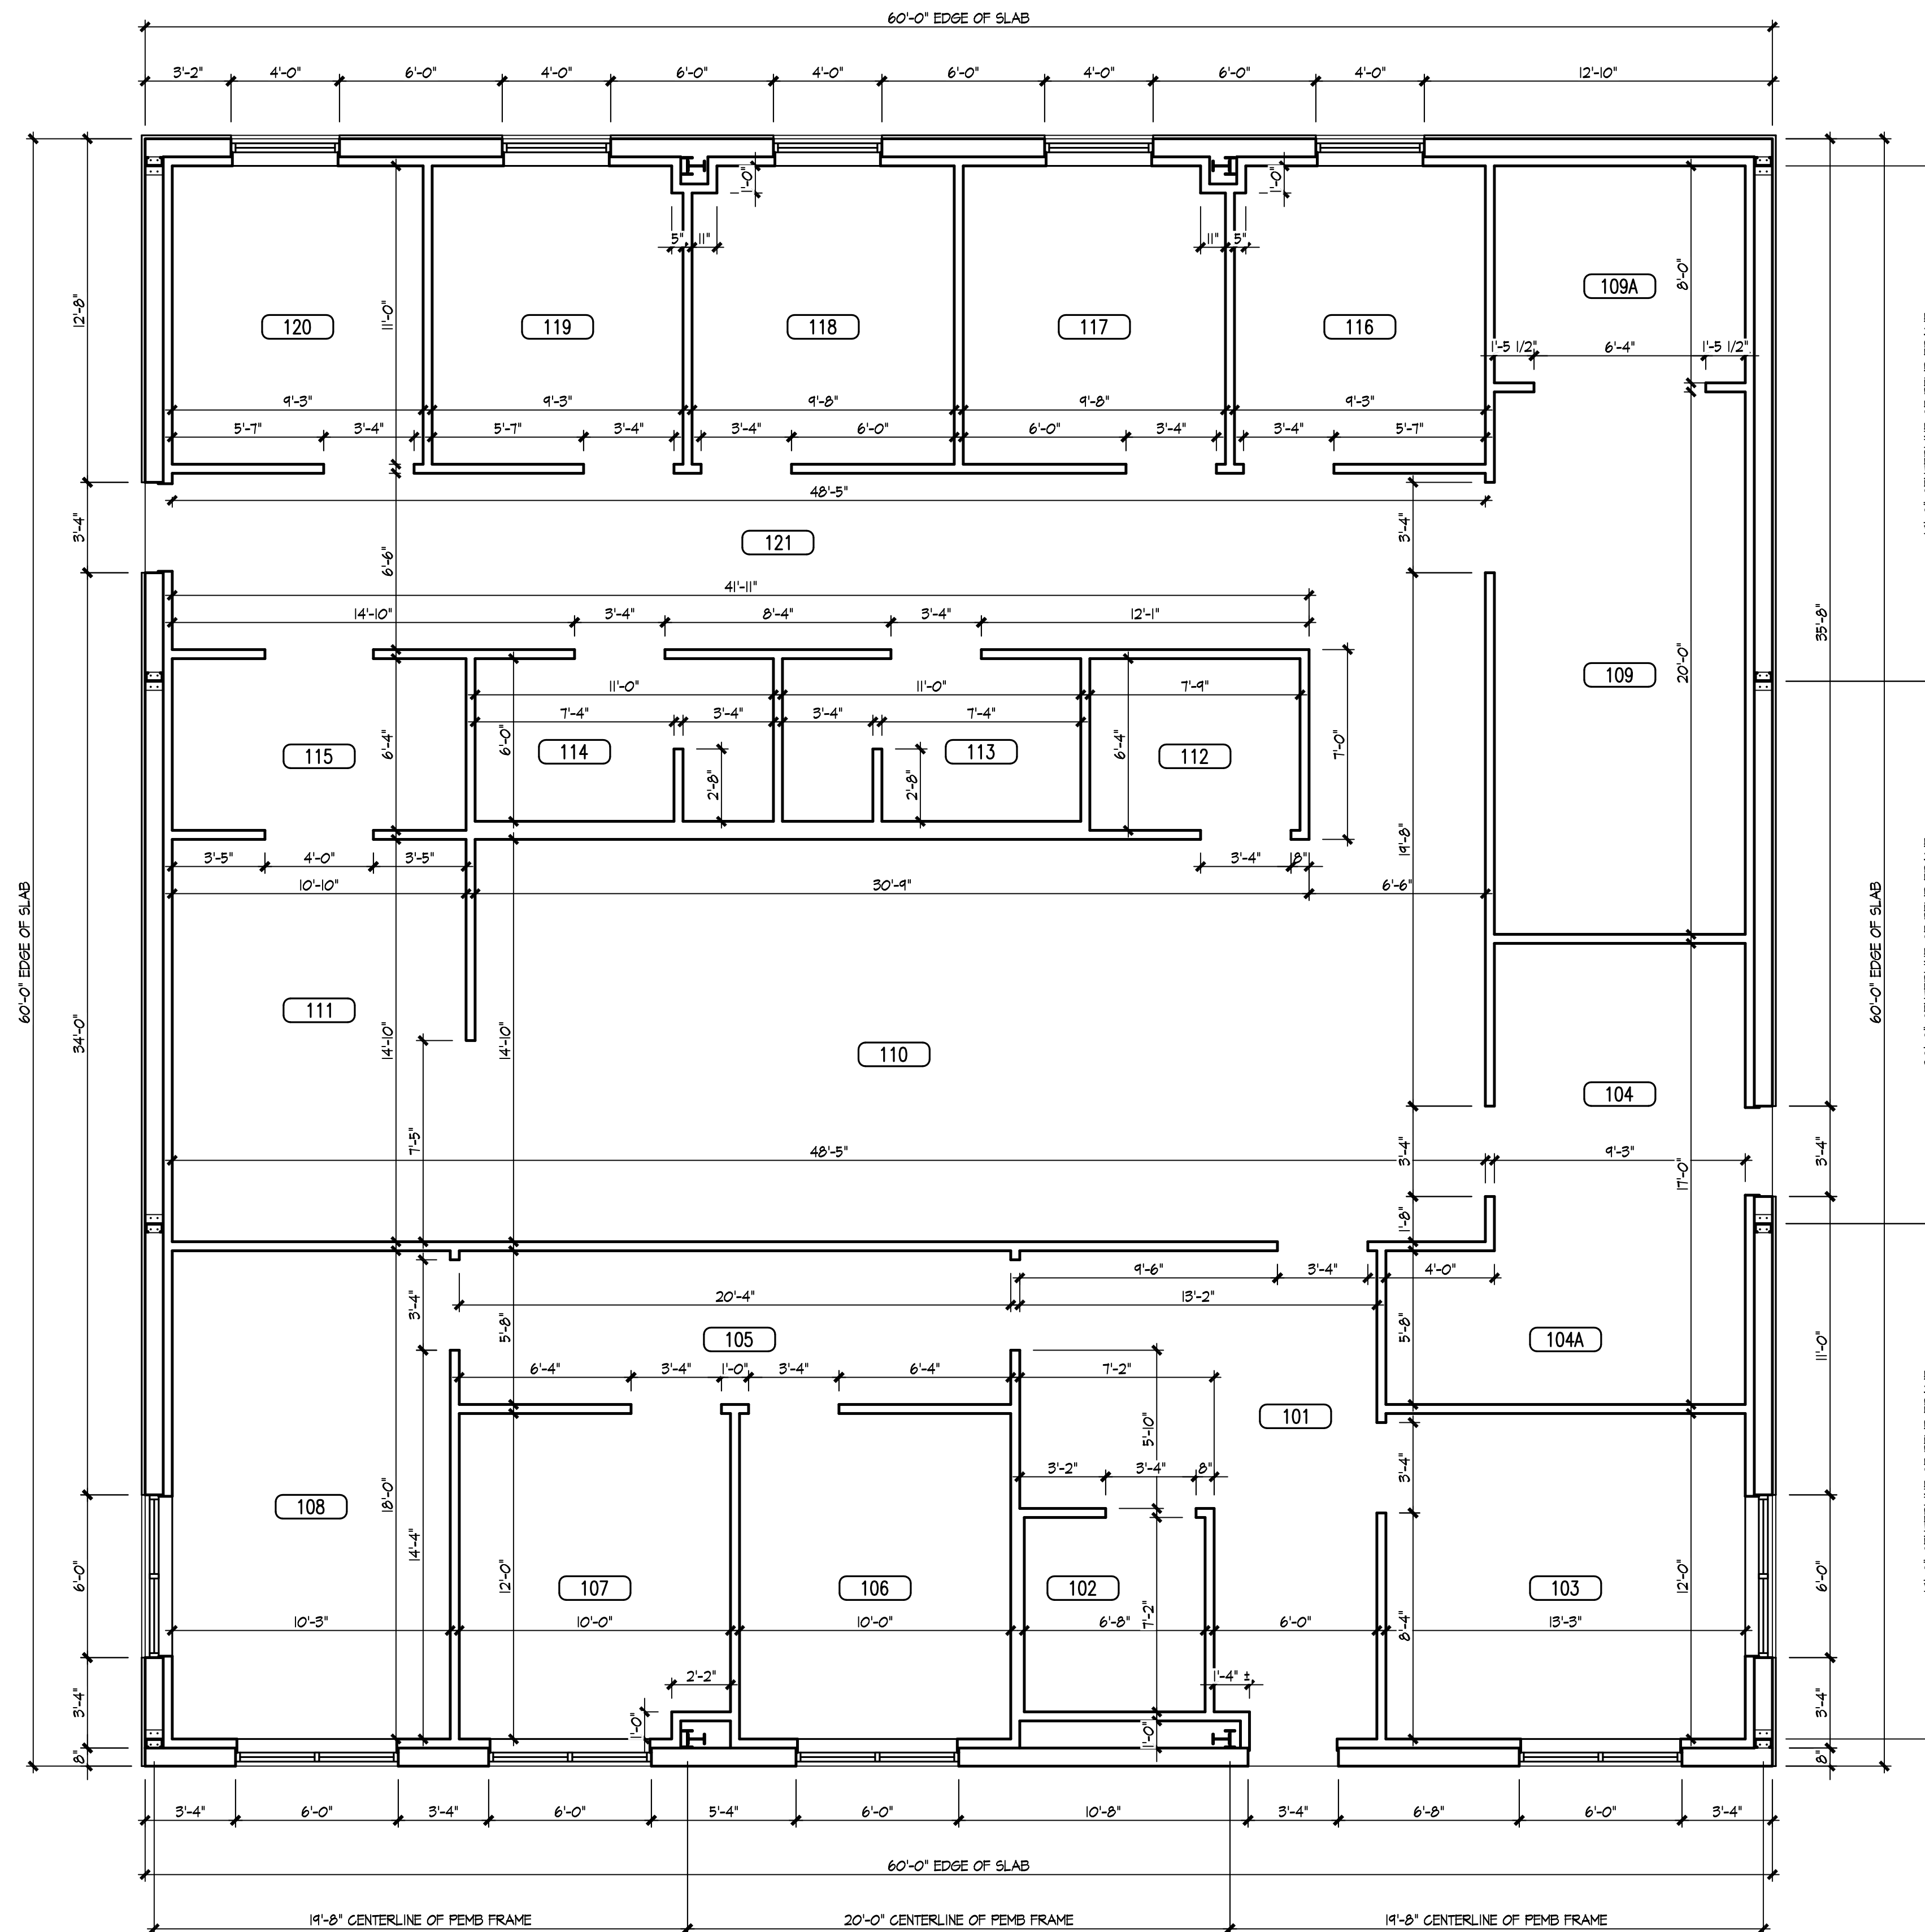 60'-0" EDGE OF SLAB
3'-2" 4'-0" 6'-0" 4'-0" 6'-0" 4'-0" 6'-0" 4'-0" 6'-0" 4'-0" 12'-10"
1'-0" 1'-0"
5" 11" 11" 5"
12'-8" 11'-0" 8'-0"
109A
120 119 118 117 116
1'-5 1/2" 6'-4" 1'-5 1/2"
9'-3" 9'-3" 9'-8" 9'-8" 9'-3"
5'-7" 3'-4" 5'-7" 3'-4" 3'-4" 6'-0" 6'-0" 3'-4" 3'-4" 5'-7"
48'-5"
3'-4" 3'-4"
121
6'-6"
41'-11"
14'-10" 3'-4" 8'-4" 3'-4" 12'-1"
35'-8"
109
20'-0"
11'-0" 11'-0" 7'-9"
7'-4" 3'-4" 3'-4" 7'-4"
6'-4" 6'-0" 6'-4" 7'-0"
115 114 113 112
2'-8" 2'-8"
19'-8"
3'-5" 4'-0" 3'-5" 3'-4" 8"
10'-10" 30'-9" 6'-6"
60'-0" EDGE OF SLAB
60'-0" EDGE OF SLAB
34'-0"
111
14'-10" 14'-10"
110
104
7'-5"
48'-5" 9'-3"
3'-4" 3'-4"
17'-0"
1'-8"
9'-6" 3'-4" 4'-0"
20'-4" 13'-2"
3'-4" 5'-8" 5'-8"
105
104A
11'-0"
6'-4" 3'-4" 1'-0" 3'-4" 6'-4" 7'-2"
101
5'-10"
3'-2" 3'-4" 8"
3'-4"
108
18'-0"
14'-4"
6'-0" 12'-0" 12'-0" 6'-0"
107 106 102 103
7'-2"
10'-3" 10'-0" 10'-0" 6'-8" 6'-0" 13'-3"
8'-4"
2'-2" 1'-4" ±
3'-4" 3'-4"
1'-0" 1'-0"
8" 8"
3'-4" 6'-0" 3'-4" 6'-0" 5'-4" 6'-0" 10'-8" 3'-4" 6'-8" 6'-0" 3'-4"
60'-0" EDGE OF SLAB
19'-8" CENTERLINE OF PEMB FRAME 20'-0" CENTERLINE OF PEMB FRAME 19'-8" CENTERLINE OF PEMB FRAME